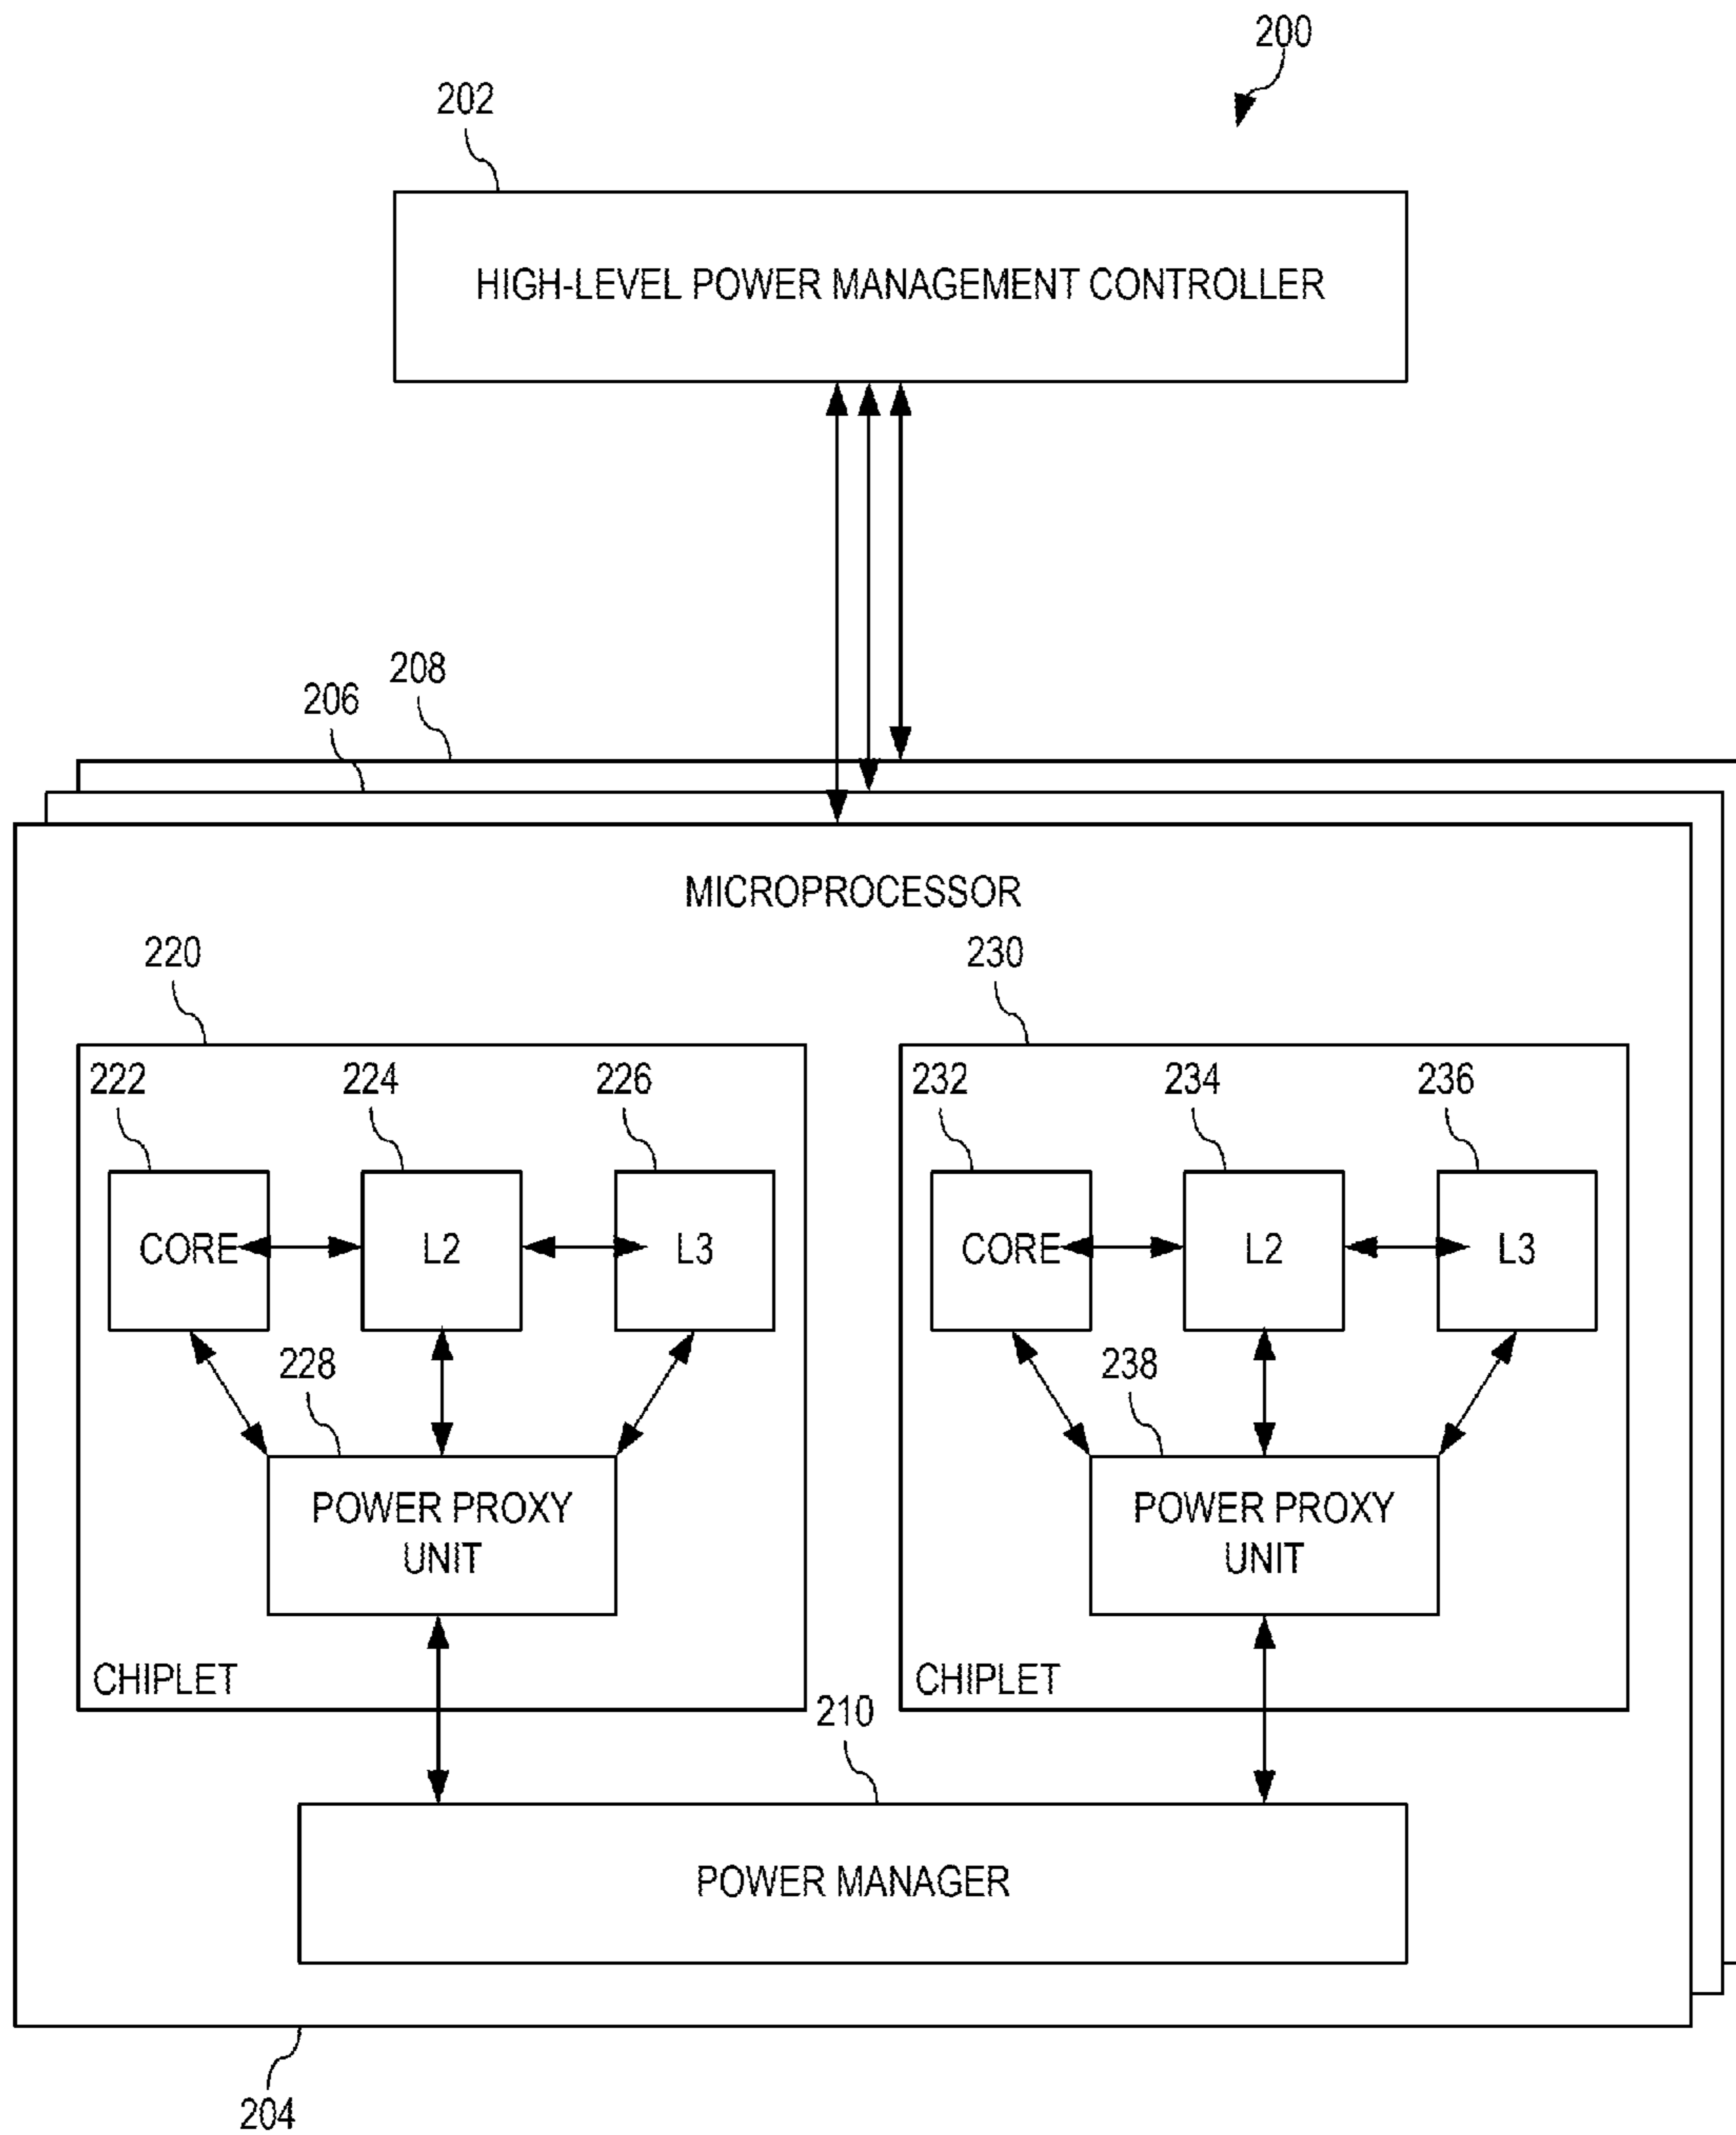 200
202
HIGH-LEVEL POWER MANAGEMENT CONTROLLER
208
206
MICROPROCESSOR
220
230
222
224
226
232
234
236
CORE
L2
L3
CORE
L2
L3
228
238
POWER PROXY
UNIT
POWER PROXY
UNIT
CHIPLET
CHIPLET
210
POWER MANAGER
204